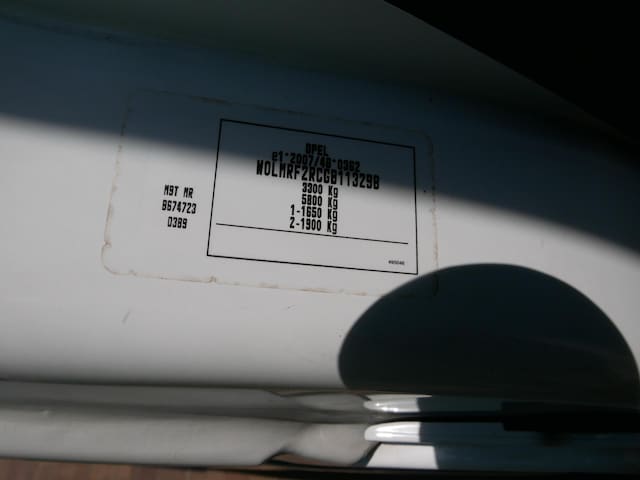 OPEL
e1*2007/46*0362
W0LMRF2RCGB113298
3300 Kg
5800 Kg
1-1650 Kg
2-1900 Kg
M9T MR
B674723
D389